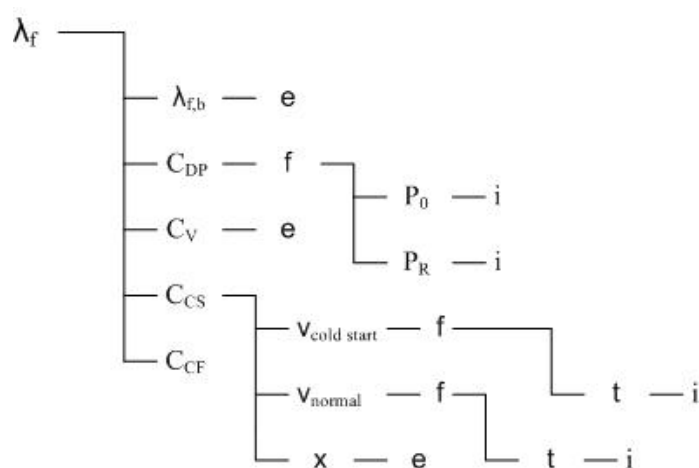 λf
λf,b e
CDP f
P0 i
CV e
PR i
CCS
vcold start f
CCF
vnormal f t i
x e t i